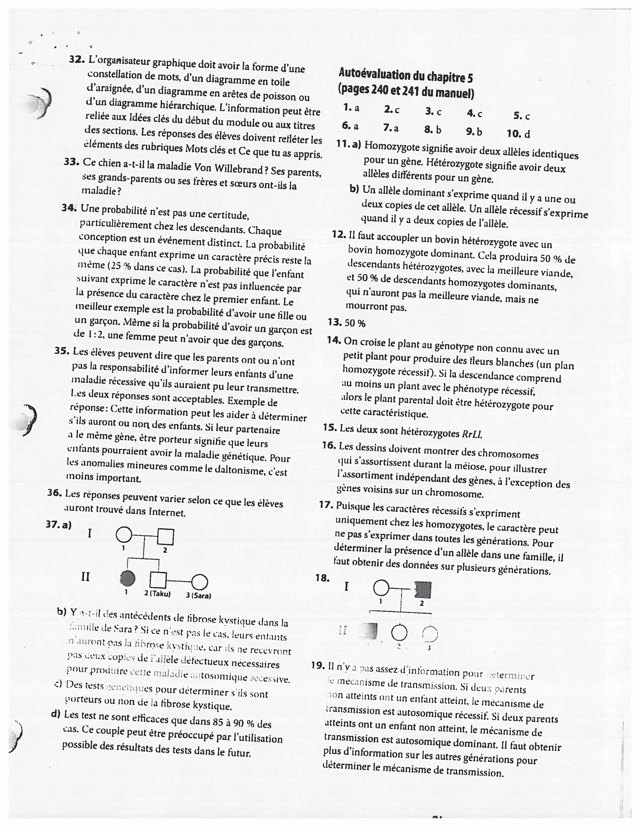 32. L'organisateur graphique doit avoir la forme d'une
constellation de mots, d'un diagramme en toile
d'araignée, d'un diagramme en arêtes de poisson ou
d'un diagramme hiérarchique. L'information peut être
reliée aux Idées clés du début du module ou aux titres
des sections. Les réponses des élèves doivent refléter les
éléments des rubriques Mots clés et Ce que tu as appris.
33. Ce chien a-t-il la maladie Von Willebrand? Ses parents,
ses grands-parents ou ses frères et sœurs ont-ils la
maladie?
34. Une probabilité n'est pas une certitude,
particulièrement chez les descendants. Chaque
conception est un événement distinct. La probabilité
que chaque enfant exprime un caractère précis reste la
même (25 % dans ce cas). La probabilité que l'enfant
suivant exprime le caractère n'est pas influencée par
la présence du caractère chez le premier enfant. Le
meilleur exemple est la probabilité d'avoir une fille ou
un garçon. Même si la probabilité d'avoir un garçon est
de 1 : 2, une femme peut n'avoir que des garçons.
35. Les élèves peuvent dire que les parents ont ou n'ont
pas la responsabilité d'informer leurs enfants d'une
maladie récessive qu'ils auraient pu leur transmettre.
Les deux réponses sont acceptables. Exemple de
réponse : Cette information peut les aider à déterminer
s'ils auront ou non des enfants. Si leur partenaire
a le même gène, être porteur signifie que leurs
enfants pourraient avoir la maladie génétique. Pour
les anomalies mineures comme le daltonisme, c'est
moins important.
36. Les réponses peuvent varier selon ce que les élèves
auront trouvé dans Internet.
37. a)
I
1 2
II
1 2 (Taku) 3 (Sara)
b) Y a-t-il des antécédents de fibrose kystique dans la
famille de Sara? Si ce n'est pas le cas, leurs enfants
n'auront pas la fibrose kystique, car ils ne recevront
pas deux copies de l'allèle défectueux nécessaires
pour produire cette maladie autosomique récessive.
c) Des tests génétiques pour déterminer s'ils sont
porteurs ou non de la fibrose kystique.
d) Les test ne sont efficaces que dans 85 à 90 % des
cas. Ce couple peut être préoccupé par l'utilisation
possible des résultats des tests dans le futur.
Autoévaluation du chapitre 5
(pages 240 et 241 du manuel)
1. a 2. c 3. c 4. c 5. c
6. a 7. a 8. b 9. b 10. d
11. a) Homozygote signifie avoir deux allèles identiques
pour un gène. Hétérozygote signifie avoir deux
allèles différents pour un gène.
b) Un allèle dominant s'exprime quand il y a une ou
deux copies de cet allèle. Un allèle récessif s'exprime
quand il y a deux copies de l'allèle.
12. Il faut accoupler un bovin hétérozygote avec un
bovin homozygote dominant. Cela produira 50 % de
descendants hétérozygotes, avec la meilleure viande,
et 50 % de descendants homozygotes dominants,
qui n'auront pas la meilleure viande, mais ne
mourront pas.
13. 50 %
14. On croise le plant au génotype non connu avec un
petit plant pour produire des fleurs blanches (un plan
homozygote récessif). Si la descendance comprend
au moins un plant avec le phénotype récessif,
alors le plant parental doit être hétérozygote pour
cette caractéristique.
15. Les deux sont hétérozygotes RrLl.
16. Les dessins doivent montrer des chromosomes
qui s'assortissent durant la méiose, pour illustrer
l'assortiment indépendant des gènes, à l'exception des
gènes voisins sur un chromosome.
17. Puisque les caractères récessifs s'expriment
uniquement chez les homozygotes, le caractère peut
ne pas s'exprimer dans toutes les générations. Pour
déterminer la présence d'un allèle dans une famille, il
faut obtenir des données sur plusieurs générations.
18.
I
1 2
II
2 3
19. Il n'y a pas assez d'information pour déterminer
le mécanisme de transmission. Si deux parents
non atteints ont un enfant atteint, le mécanisme de
transmission est autosomique récessif. Si deux parents
atteints ont un enfant non atteint, le mécanisme de
transmission est autosomique dominant. Il faut obtenir
plus d'information sur les autres générations pour
déterminer le mécanisme de transmission.